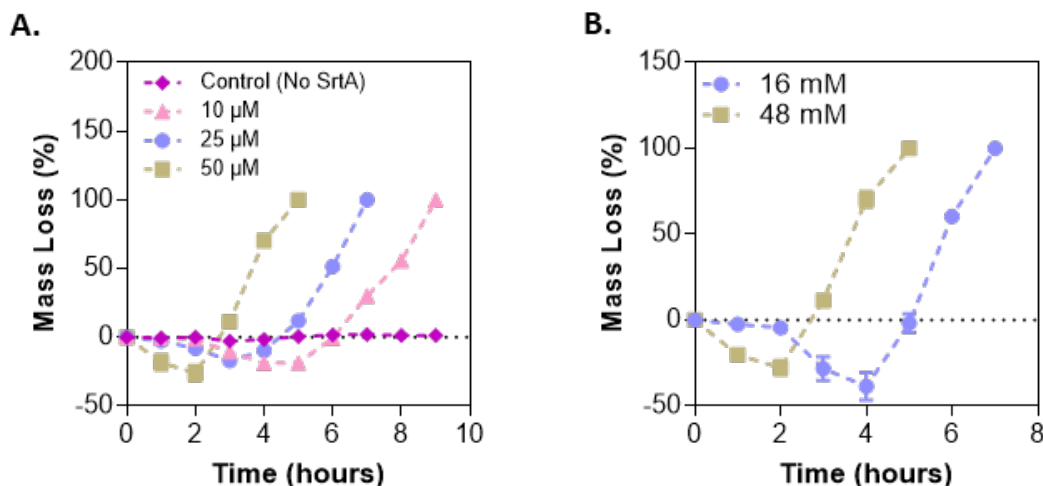 A.
Mass Loss (%)
200
150
100
50
0
-50
Control (No SrtA)
10 µM
25 µM
50 µM
0 2 4 6 8 10
Time (hours)
B.
Mass Loss (%)
150
100
50
0
-50
16 mM
48 mM
0 2 4 6 8
Time (hours)